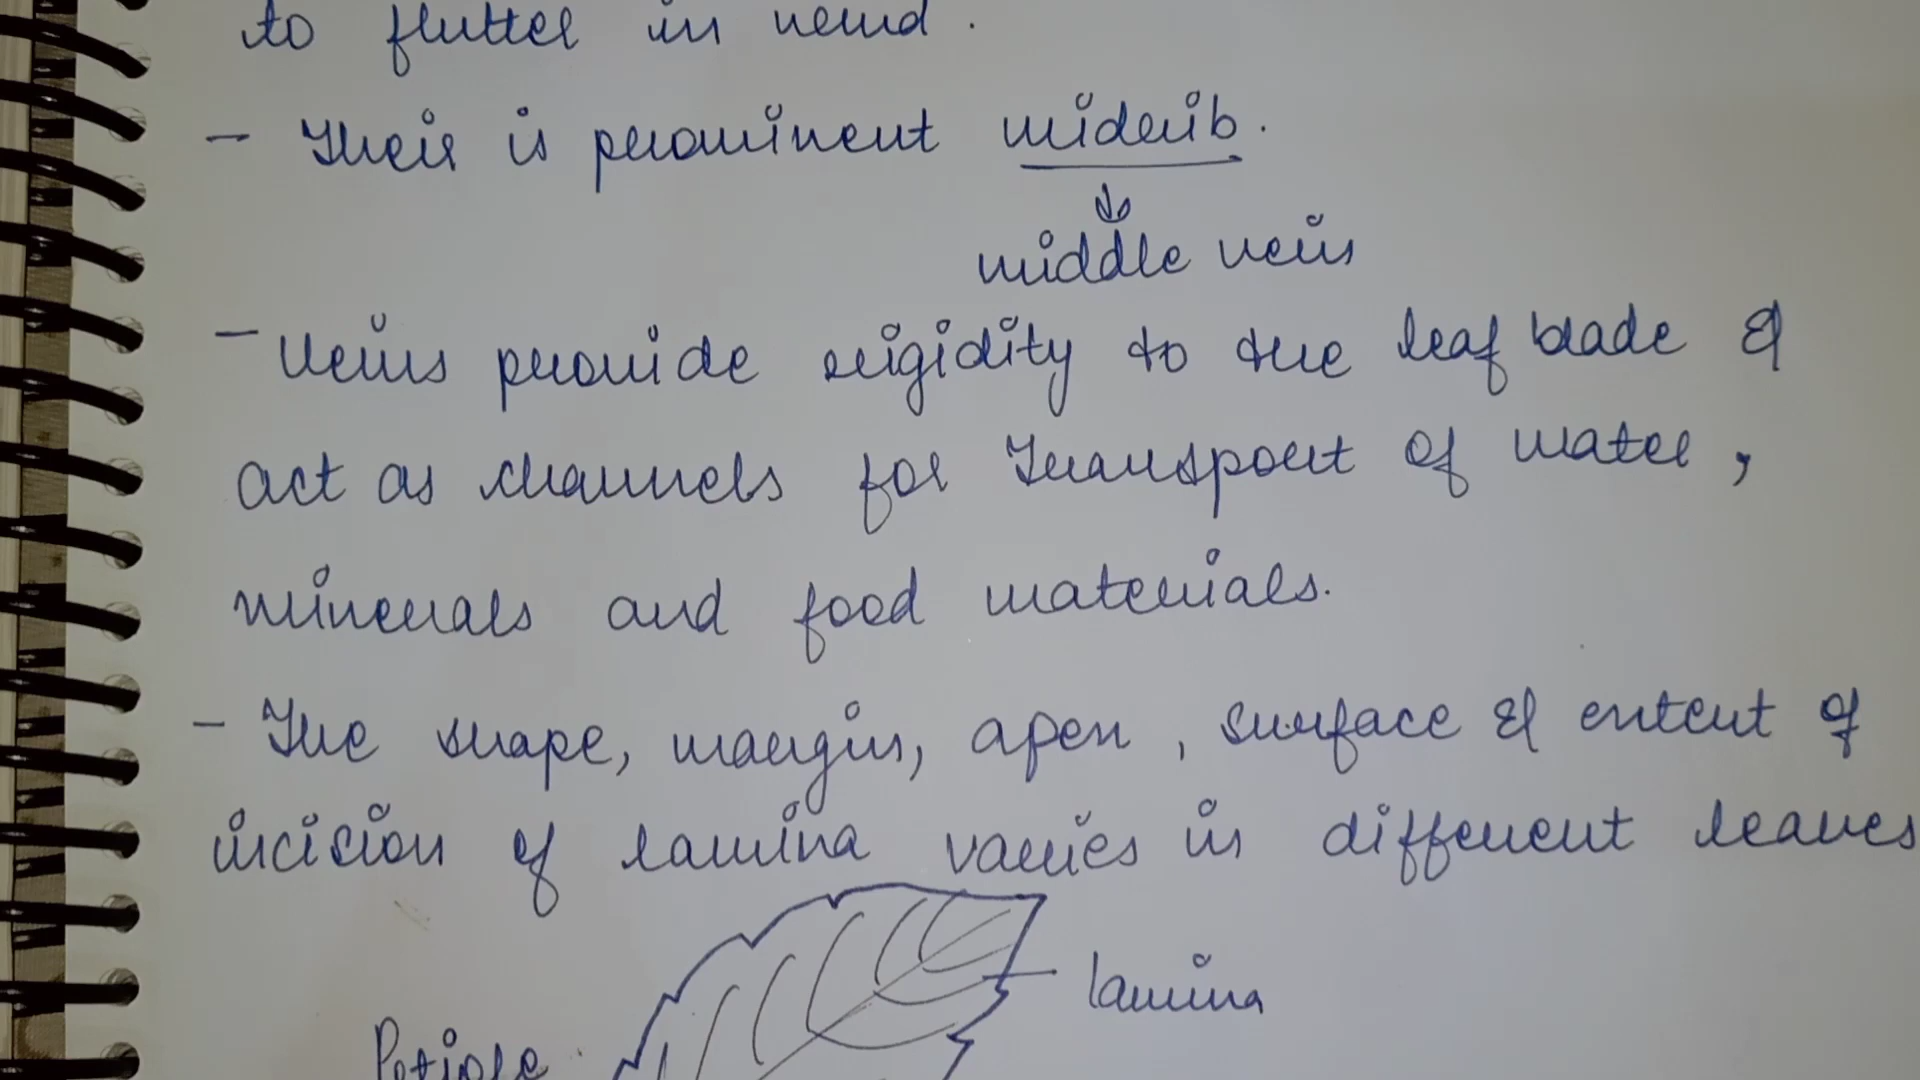 to flutter in wind.
- Their is prominent midrib.
middle vein
- Veins provide rigidity to the leaf blade &
act as channels for transport of water,
minerals and food materials.
- The shape, margin, apex, surface & extent of
incision of lamina varies in different leaves
lamina
Petiole